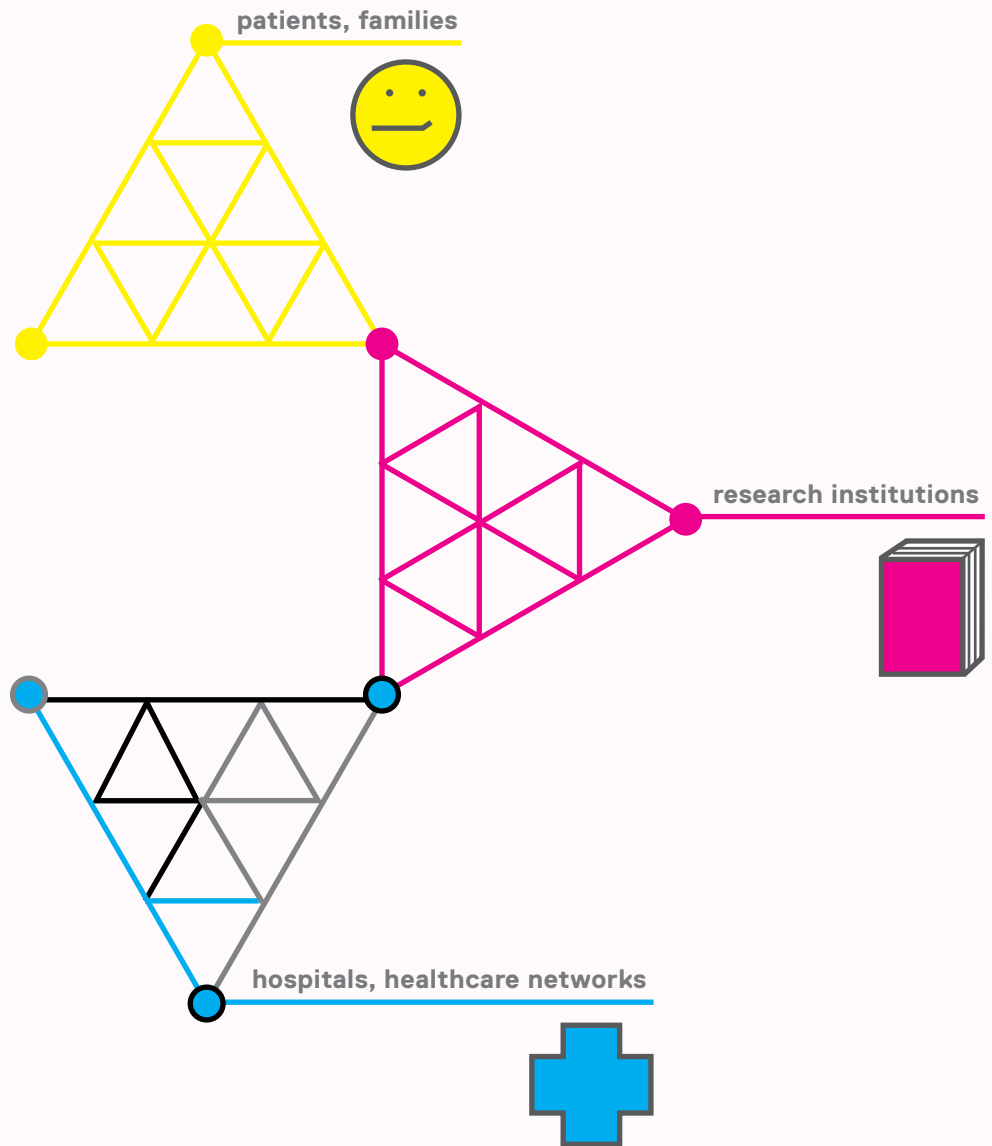 patients, families
research institutions
hospitals, healthcare networks